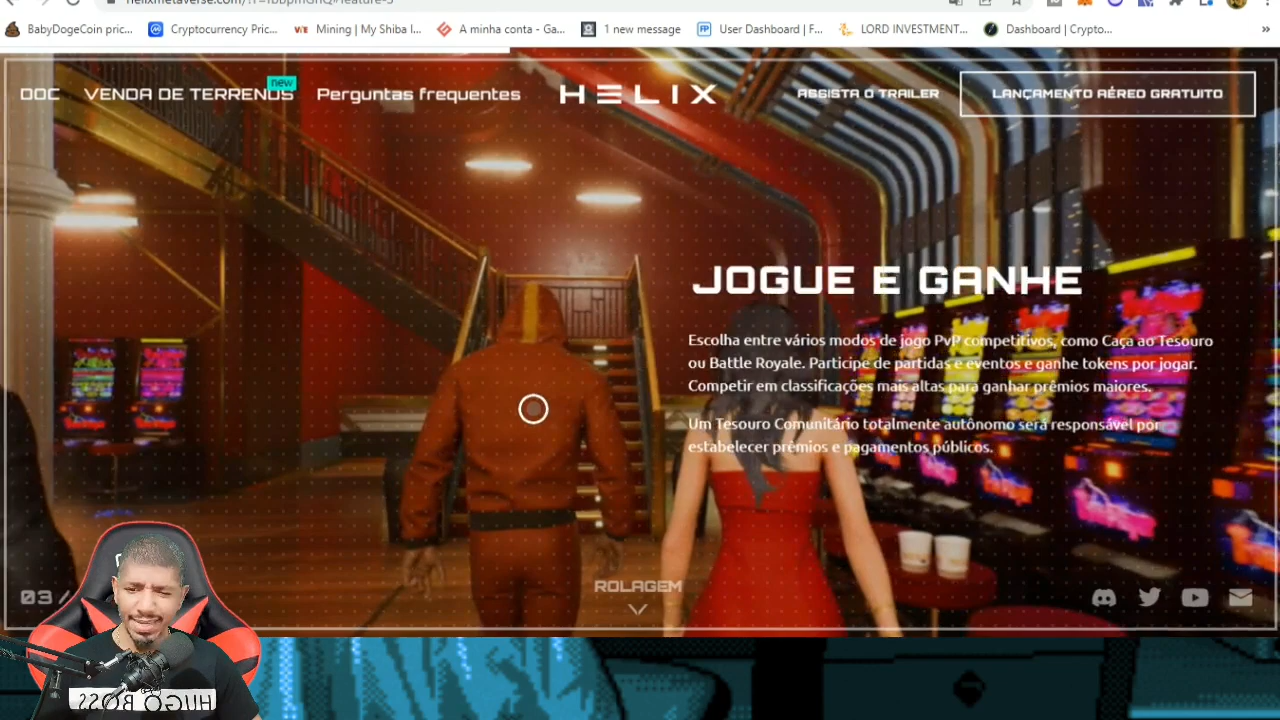 helixmetaverse.com/
BabyDogeCoin pric... Cryptocurrency Pric... Mining | My Shiba I... A minha conta - Ga... 1 new message User Dashboard | F... LORD INVESTMENT... Dashboard | Crypto... »
new
DOC VENDA DE TERRENOS Perguntas frequentes HELIX ASSISTA O TRAILER LANÇAMENTO AÉREO GRATUITO
JOGUE E GANHE
Escolha entre vários modos de jogo PvP competitivos, como Caça ao Tesouro
ou Battle Royale. Participe de partidas e eventos e ganhe tokens por jogar.
Competir em classificações mais altas para ganhar prêmios maiores.
Um Tesouro Comunitário totalmente autônomo será responsável por
estabelecer prêmios e pagamentos públicos.
ROLAGEM
03 /
HUGO BOSS